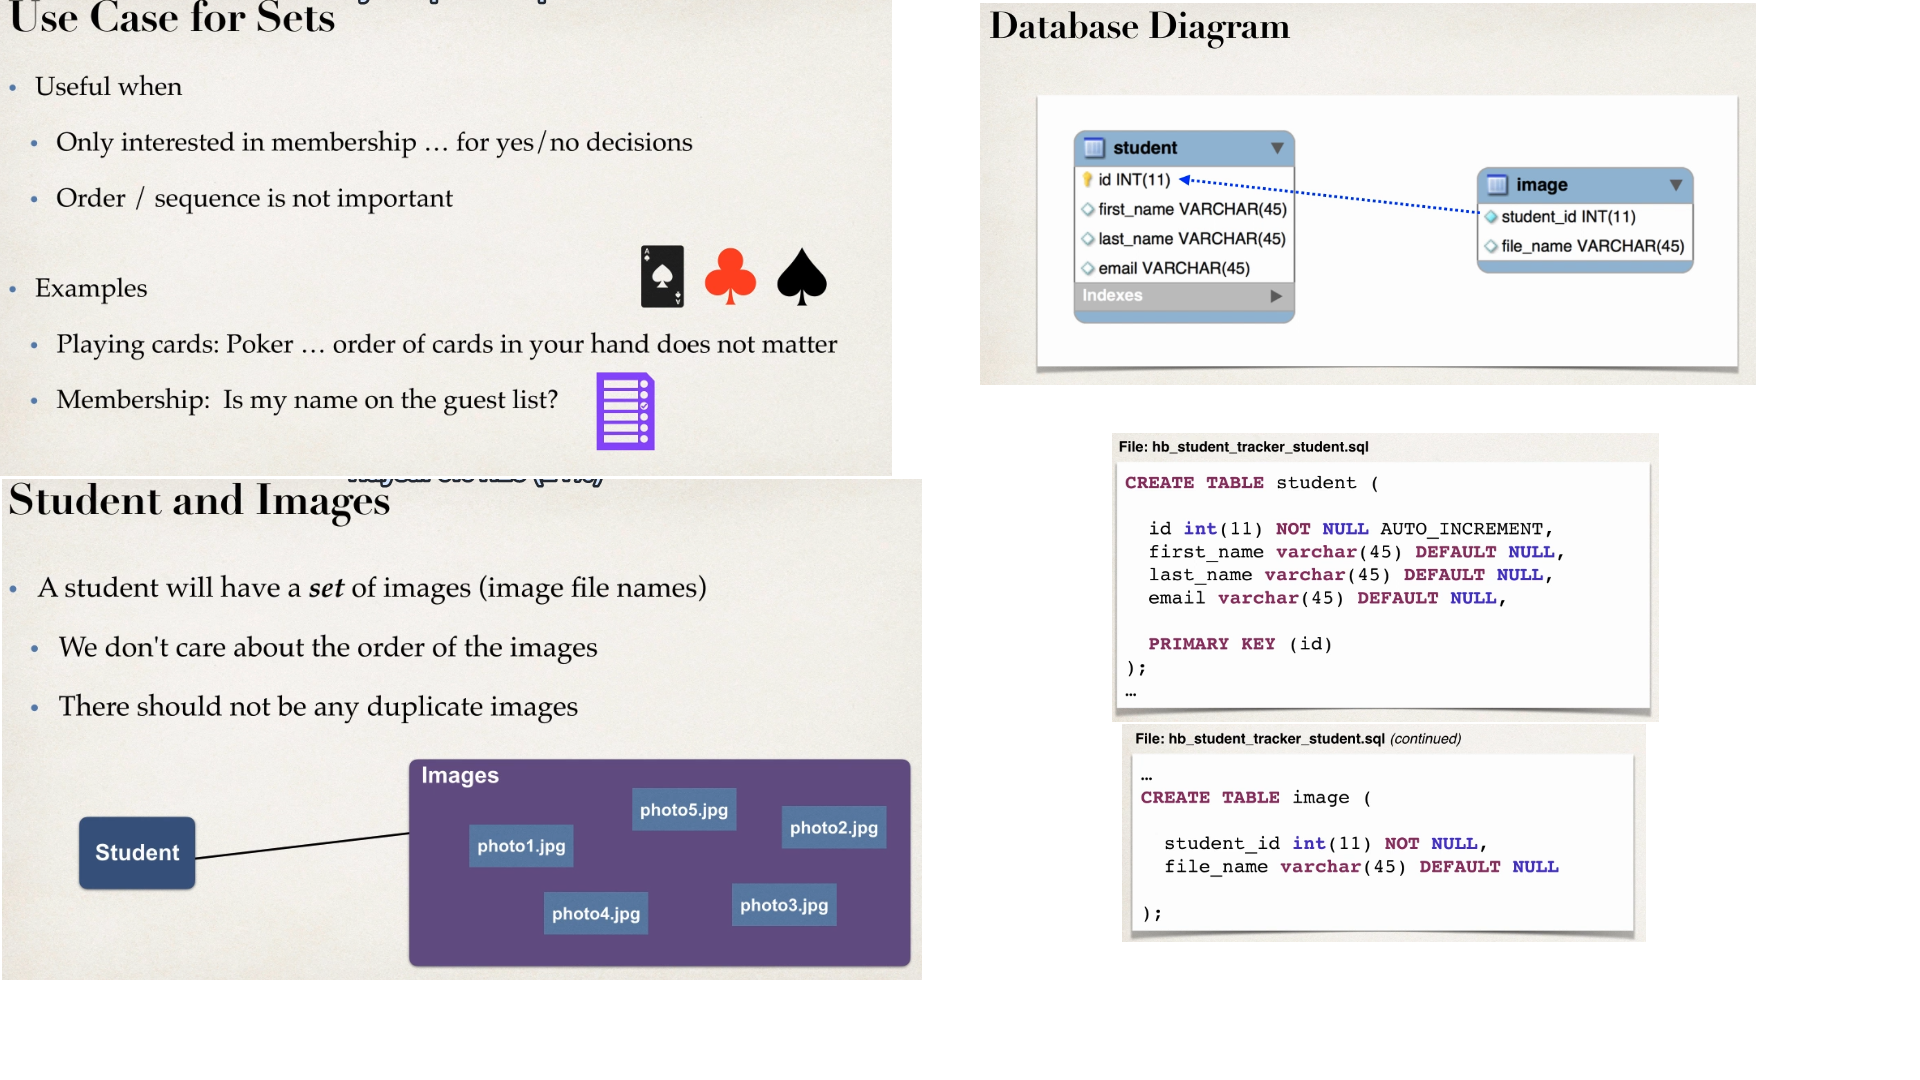 Use Case for Sets
• Useful when
• Only interested in membership … for yes/no decisions
• Order / sequence is not important
• Examples
• Playing cards: Poker … order of cards in your hand does not matter
• Membership: Is my name on the guest list?
Student and Images
• A student will have a set of images (image file names)
• We don't care about the order of the images
• There should not be any duplicate images
Student
Images
photo1.jpg
photo5.jpg
photo2.jpg
photo4.jpg
photo3.jpg
Database Diagram
student
id INT(11)
first_name VARCHAR(45)
last_name VARCHAR(45)
email VARCHAR(45)
Indexes
image
student_id INT(11)
file_name VARCHAR(45)
File: hb_student_tracker_student.sql
CREATE TABLE student (
id int(11) NOT NULL AUTO_INCREMENT,
first_name varchar(45) DEFAULT NULL,
last_name varchar(45) DEFAULT NULL,
email varchar(45) DEFAULT NULL,
PRIMARY KEY (id)
);
…
File: hb_student_tracker_student.sql (continued)
…
CREATE TABLE image (
student_id int(11) NOT NULL,
file_name varchar(45) DEFAULT NULL
);